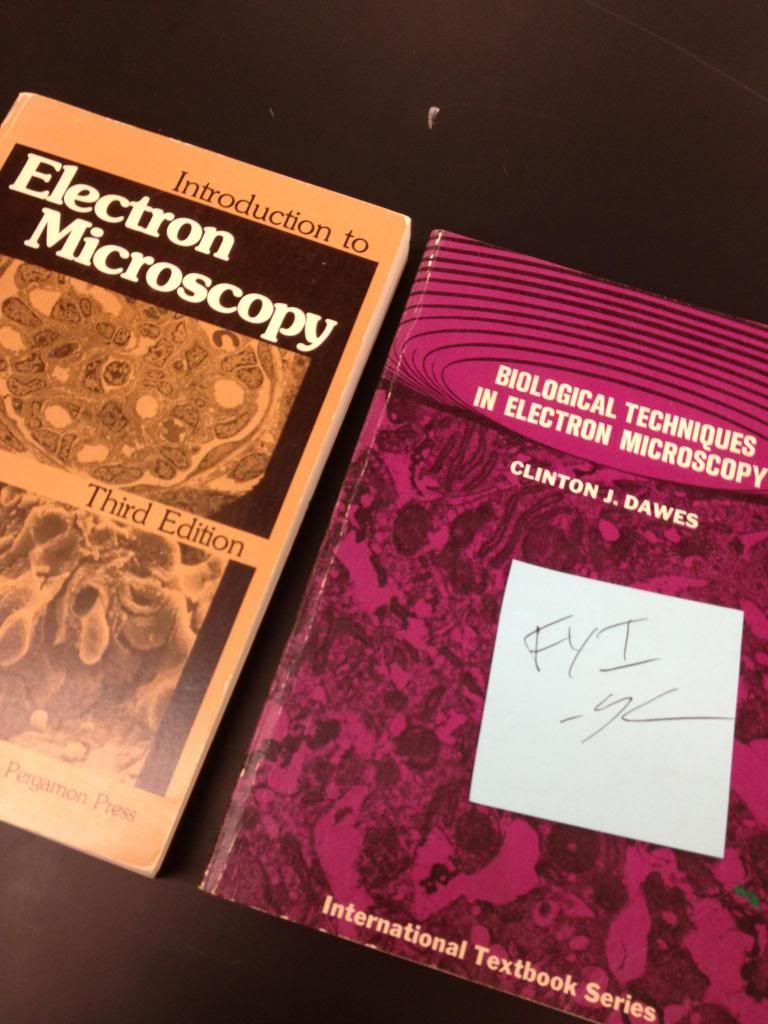 Introduction to
Electron
Microscopy
Third Edition
Pergamon Press
BIOLOGICAL TECHNIQUES
IN ELECTRON MICROSCOPY
CLINTON J. DAWES
FYI
International Textbook Series